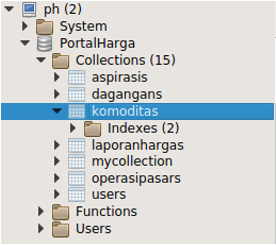 ph (2)
System
PortalHarga
Collections (15)
aspirasis
dagangans
komoditas
Indexes (2)
laporanhargas
mycollection
operasipasars
users
Functions
Users